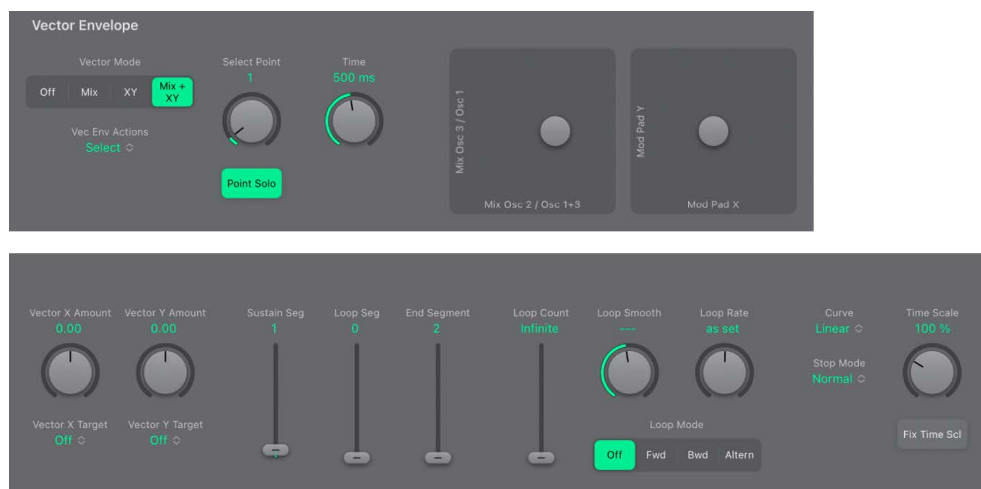 Vector Envelope
Vector Mode
Off Mix XY Mix +
XY
Vec Env Actions
Select
Select Point
1
Point Solo
Time
500 ms
Mix Osc 3 / Osc 1
Mix Osc 2 / Osc 1+3
Mod Pad Y
Mod Pad X
Vector X Amount
0.00
Vector X Target
Off
Vector Y Amount
0.00
Vector Y Target
Off
Sustain Seg
1
Loop Seg
0
End Segment
2
Loop Count
Infinite
Loop Smooth
---
Loop Rate
as set
Loop Mode
Off Fwd Bwd Altern
Curve
Linear
Stop Mode
Normal
Time Scale
100 %
Fix Time Scl